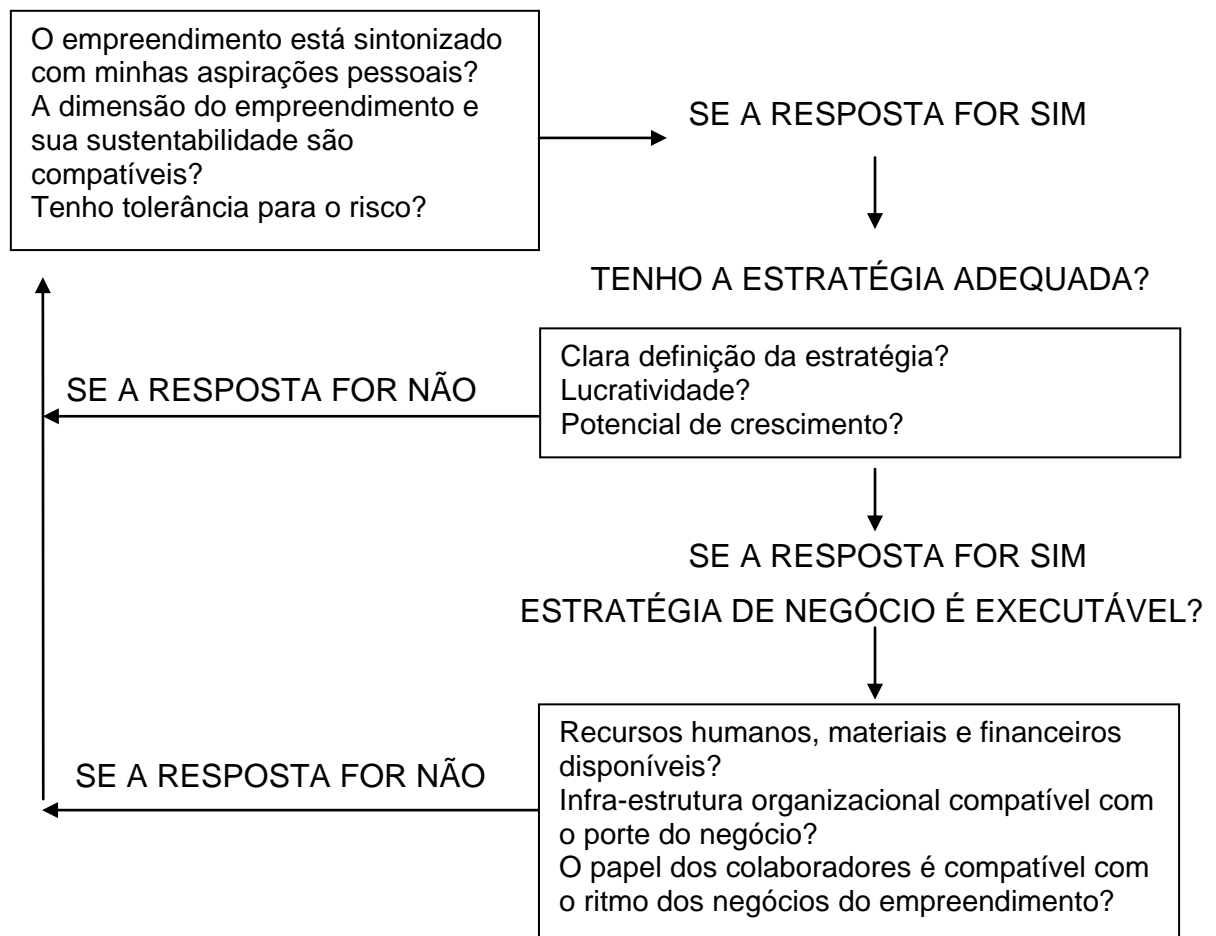 O empreendimento está sintonizado
com minhas aspirações pessoais?
A dimensão do empreendimento e
sua sustentabilidade são
compatíveis?
Tenho tolerância para o risco?
SE A RESPOSTA FOR SIM
TENHO A ESTRATÉGIA ADEQUADA?
Clara definição da estratégia?
Lucratividade?
Potencial de crescimento?
SE A RESPOSTA FOR NÃO
SE A RESPOSTA FOR SIM
ESTRATÉGIA DE NEGÓCIO É EXECUTÁVEL?
Recursos humanos, materiais e financeiros
disponíveis?
Infra-estrutura organizacional compatível com
o porte do negócio?
O papel dos colaboradores é compatível com
o ritmo dos negócios do empreendimento?
SE A RESPOSTA FOR NÃO